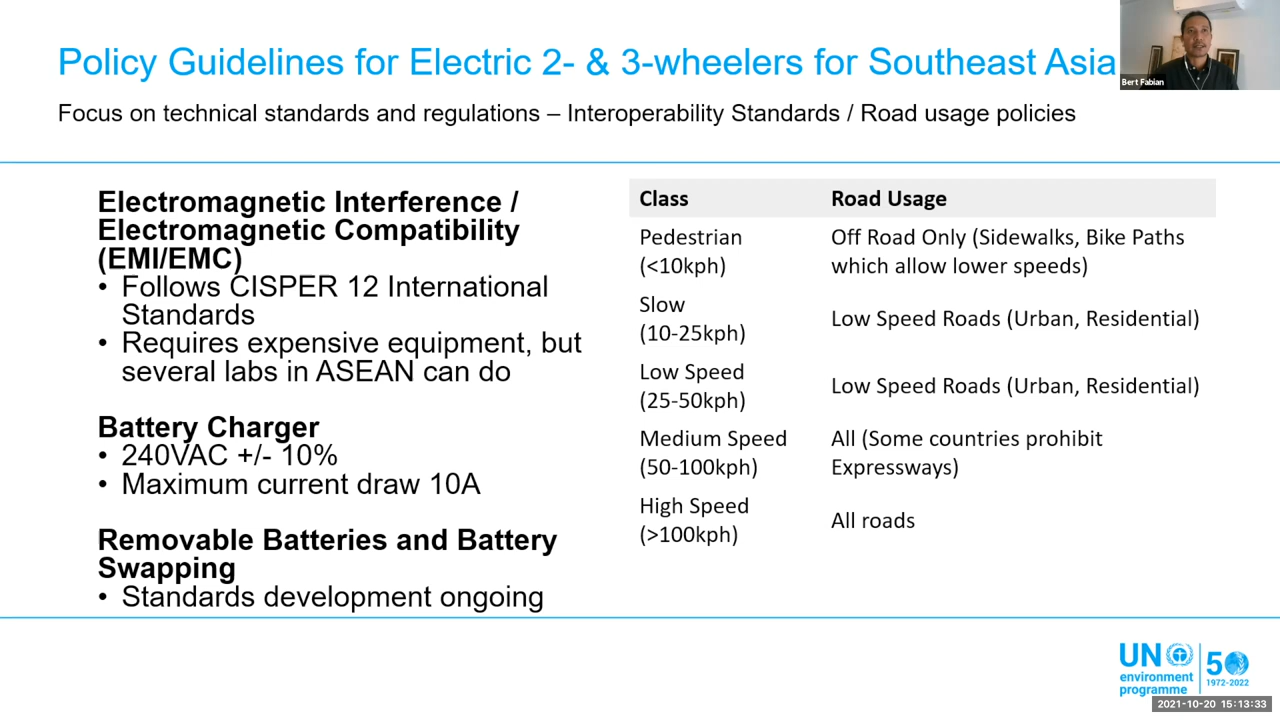 Policy Guidelines for Electric 2- & 3-wheelers for Southeast Asia
Bert Fabian
Focus on technical standards and regulations – Interoperability Standards / Road usage policies
Electromagnetic Interference /
Electromagnetic Compatibility
(EMI/EMC)
• Follows CISPER 12 International
Standards
• Requires expensive equipment, but
several labs in ASEAN can do
Battery Charger
• 240VAC +/- 10%
• Maximum current draw 10A
Removable Batteries and Battery
Swapping
• Standards development ongoing
Class Road Usage
Pedestrian
(<10kph)
Off Road Only (Sidewalks, Bike Paths
which allow lower speeds)
Slow
(10-25kph)
Low Speed Roads (Urban, Residential)
Low Speed
(25-50kph)
Low Speed Roads (Urban, Residential)
Medium Speed
(50-100kph)
All (Some countries prohibit
Expressways)
High Speed
(>100kph)
All roads
UN
environment
programme
50
1972-2022
2021-10-20 15:13:33